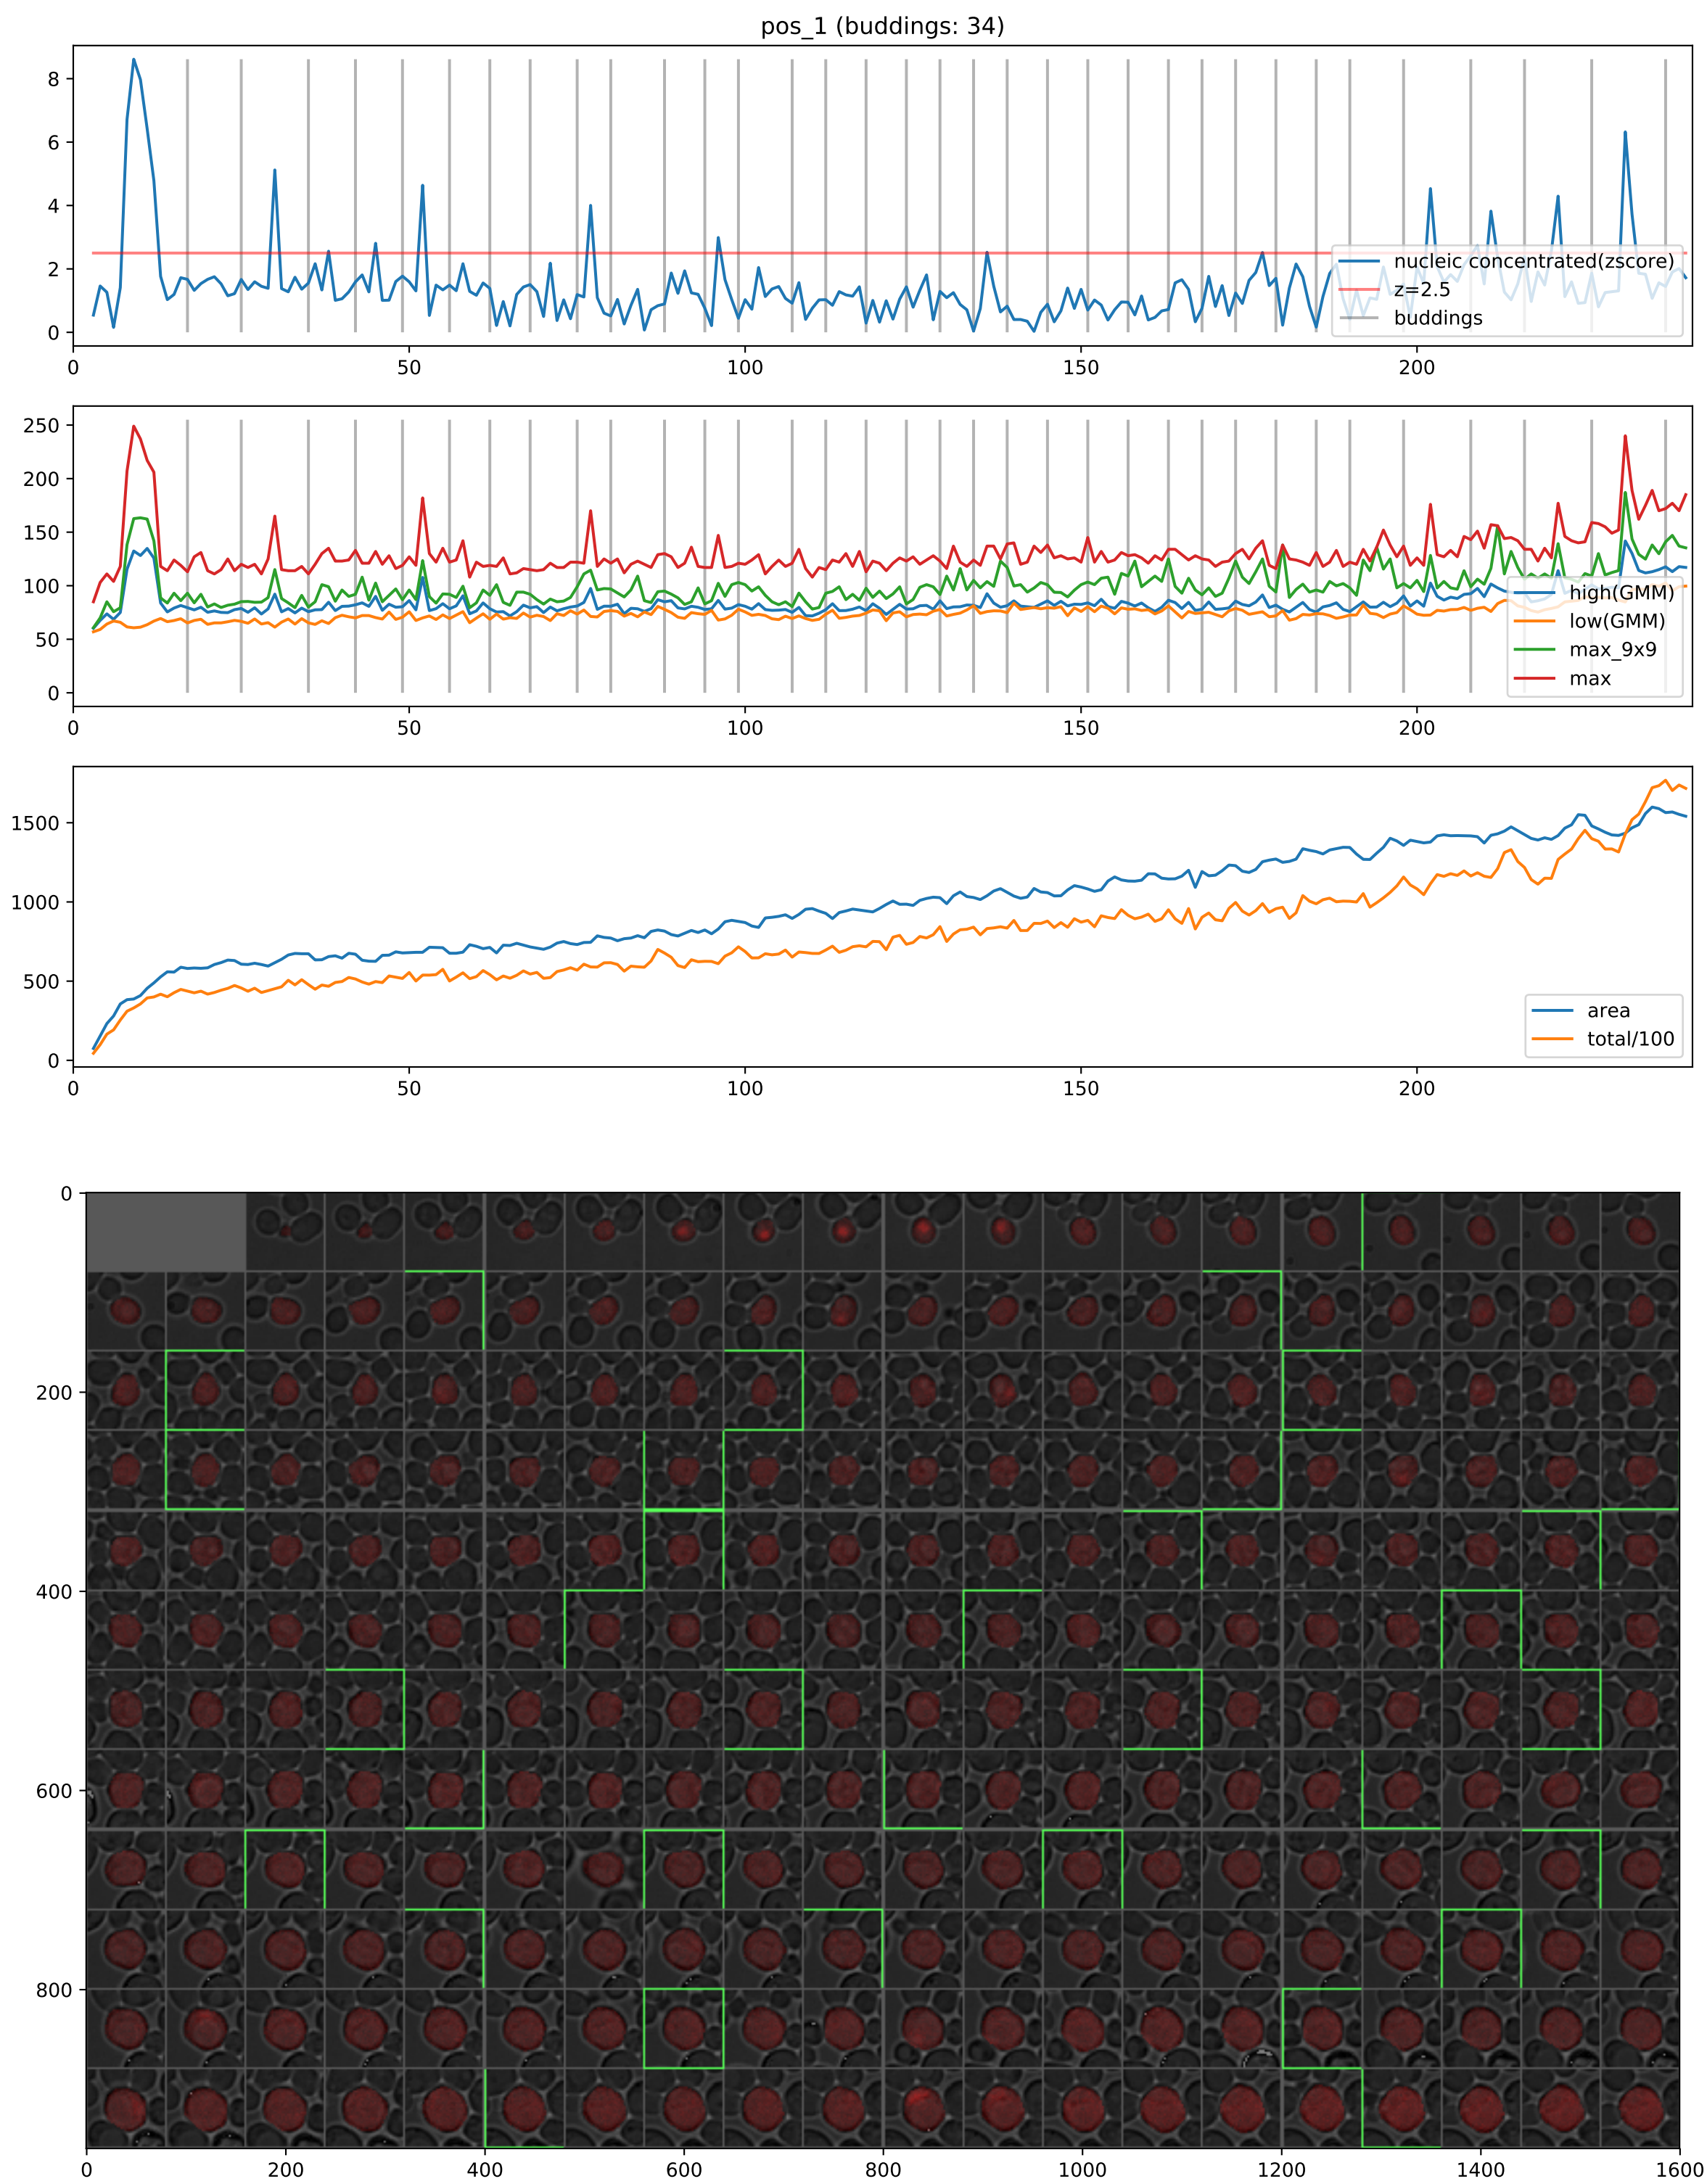 pos_1 (buddings: 34)
8
6
4
2
0
nucleic concentrated(zscore)
z=2.5
buddings
0 50 100 150 200
250
200
150
100
50
0
high(GMM)
low(GMM)
max_9x9
max
0 50 100 150 200
1500
1000
500
0
area
total/100
0 50 100 150 200
0
200
400
600
800
0 200 400 600 800 1000 1200 1400 1600